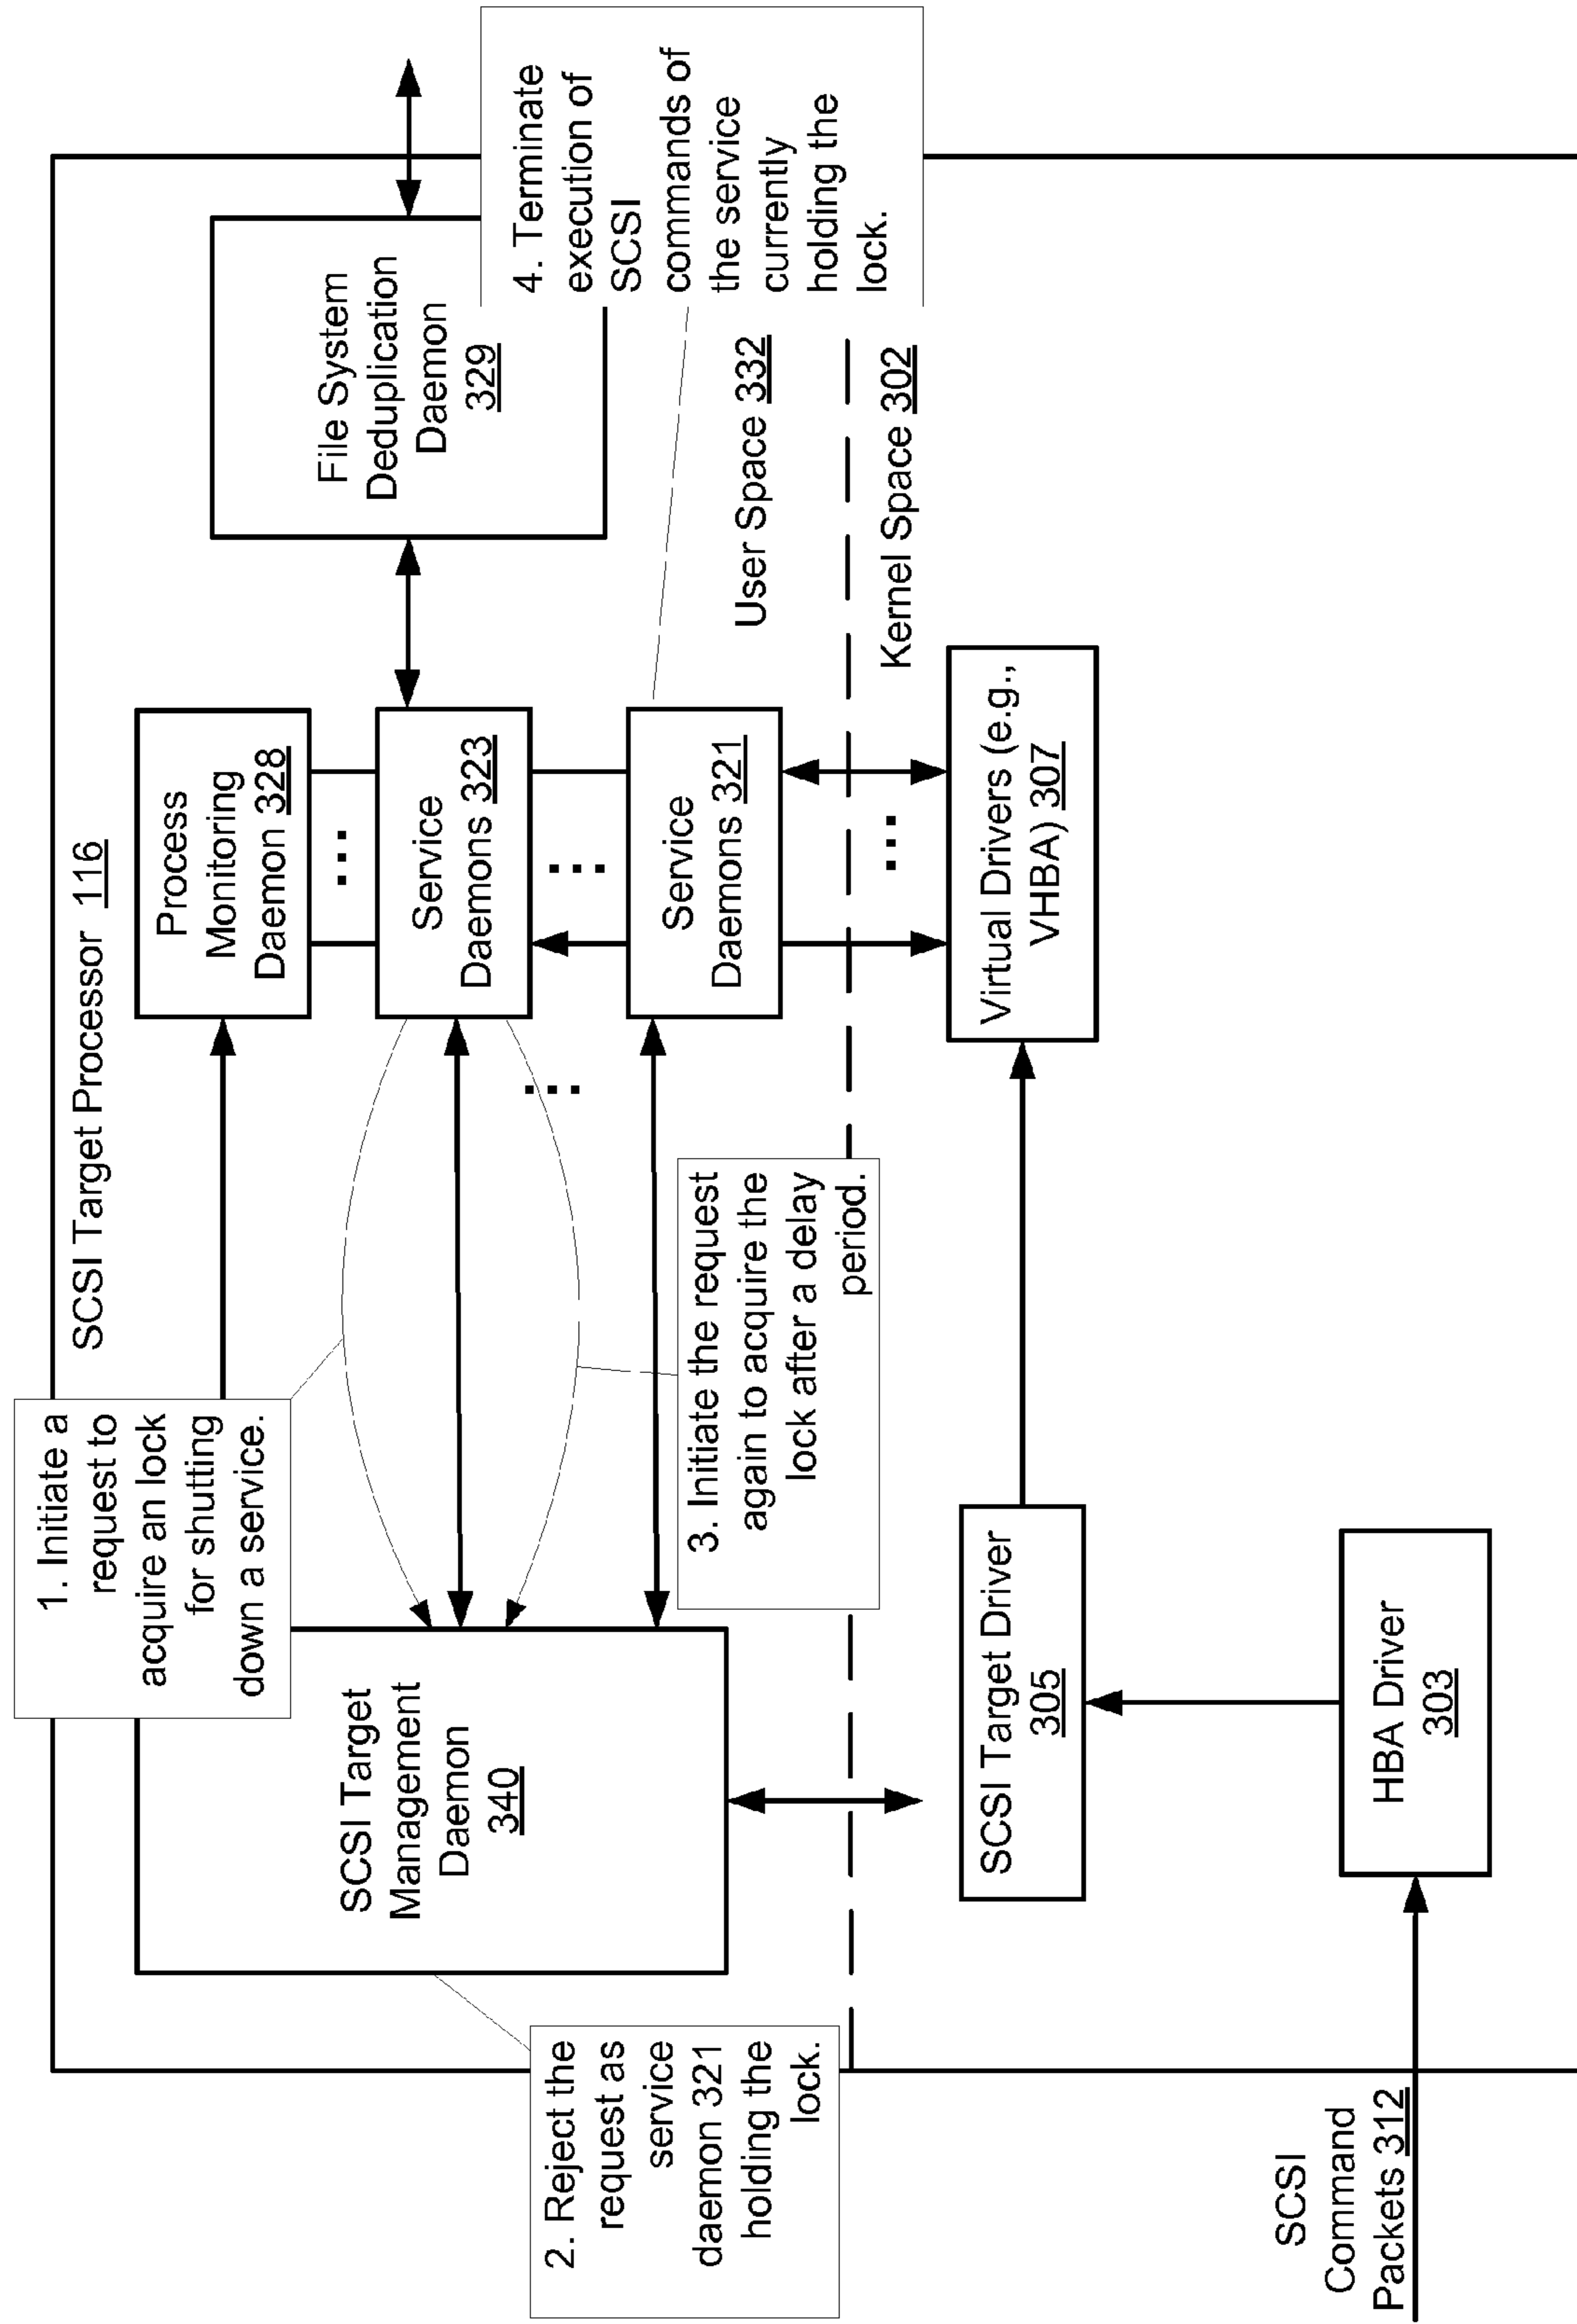 SCSI Target Processor 116
1. Initiate a
request to
acquire an lock
for shutting
down a service.
Process
Monitoring
Daemon 328
File System
Deduplication
Daemon
329
SCSI Target
Management
Daemon
340
Service
Daemons 323
Service
Daemons 321
4. Terminate
execution of
SCSI
commands of
the service
currently
holding the
lock.
2. Reject the
request as
service
daemon 321
holding the
lock.
3. Initiate the request
again to acquire the
lock after a delay
period.
User Space 332
Kernel Space 302
SCSI Target Driver
305
Virtual Drivers (e.g.,
VHBA) 307
HBA Driver
303
SCSI
Command
Packets 312